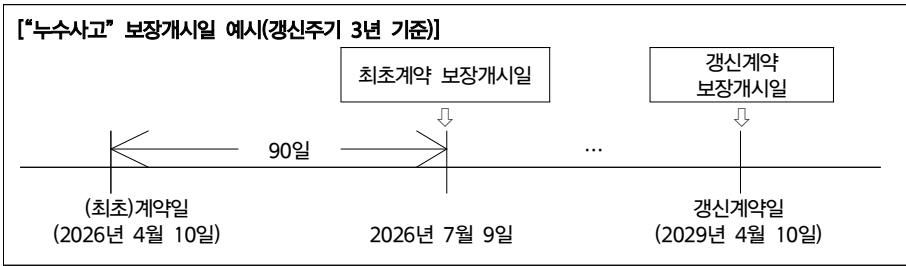 [“누수사고” 보장개시일 예시(갱신주기 3년 기준)]
최초계약 보장개시일
갱신계약
보장개시일
90일
...
(최초)계약일
(2026년 4월 10일)
2026년 7월 9일
갱신계약일
(2029년 4월 10일)